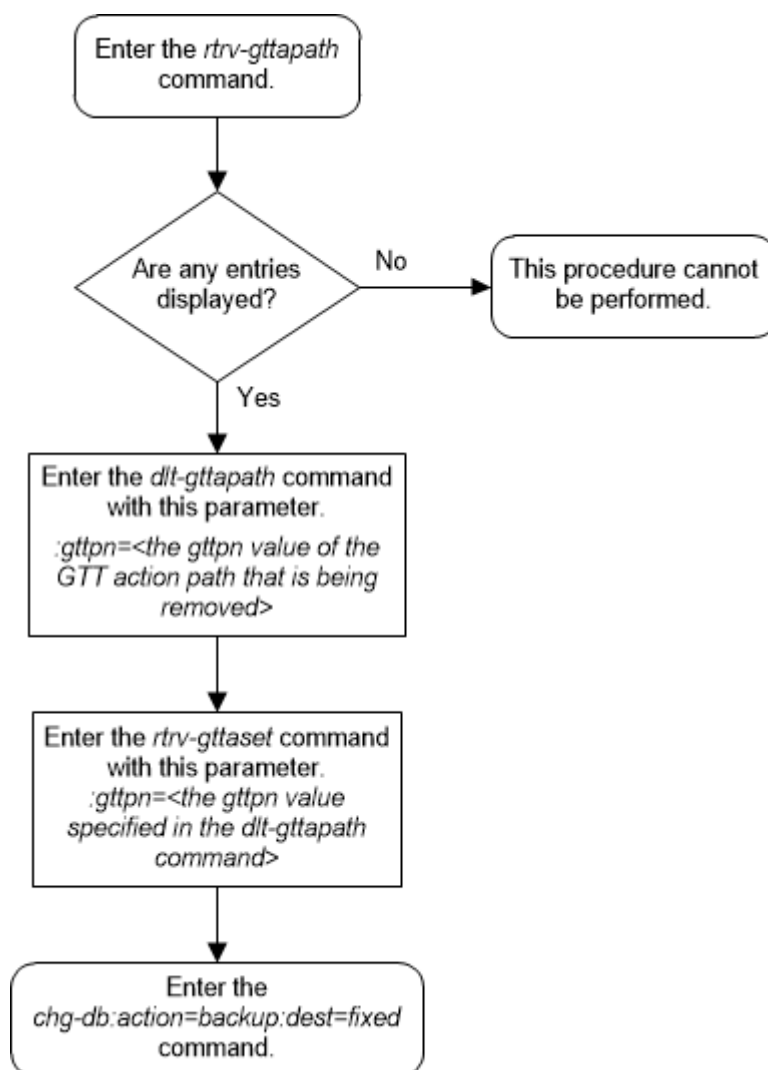 Enter the rtrv-gttapath
command.
Are any entries
displayed?
No
This procedure cannot
be performed.
Yes
Enter the dlt-gttapath command
with this parameter.
:gttpn=<the gttpn value of the
GTT action path that is being
removed>
Enter the rtrv-gttaset command
with this parameter.
:gttpn=<the gttpn value
specified in the dlt-gttapath
command>
Enter the
chg-db:action=backup:dest=fixed
command.